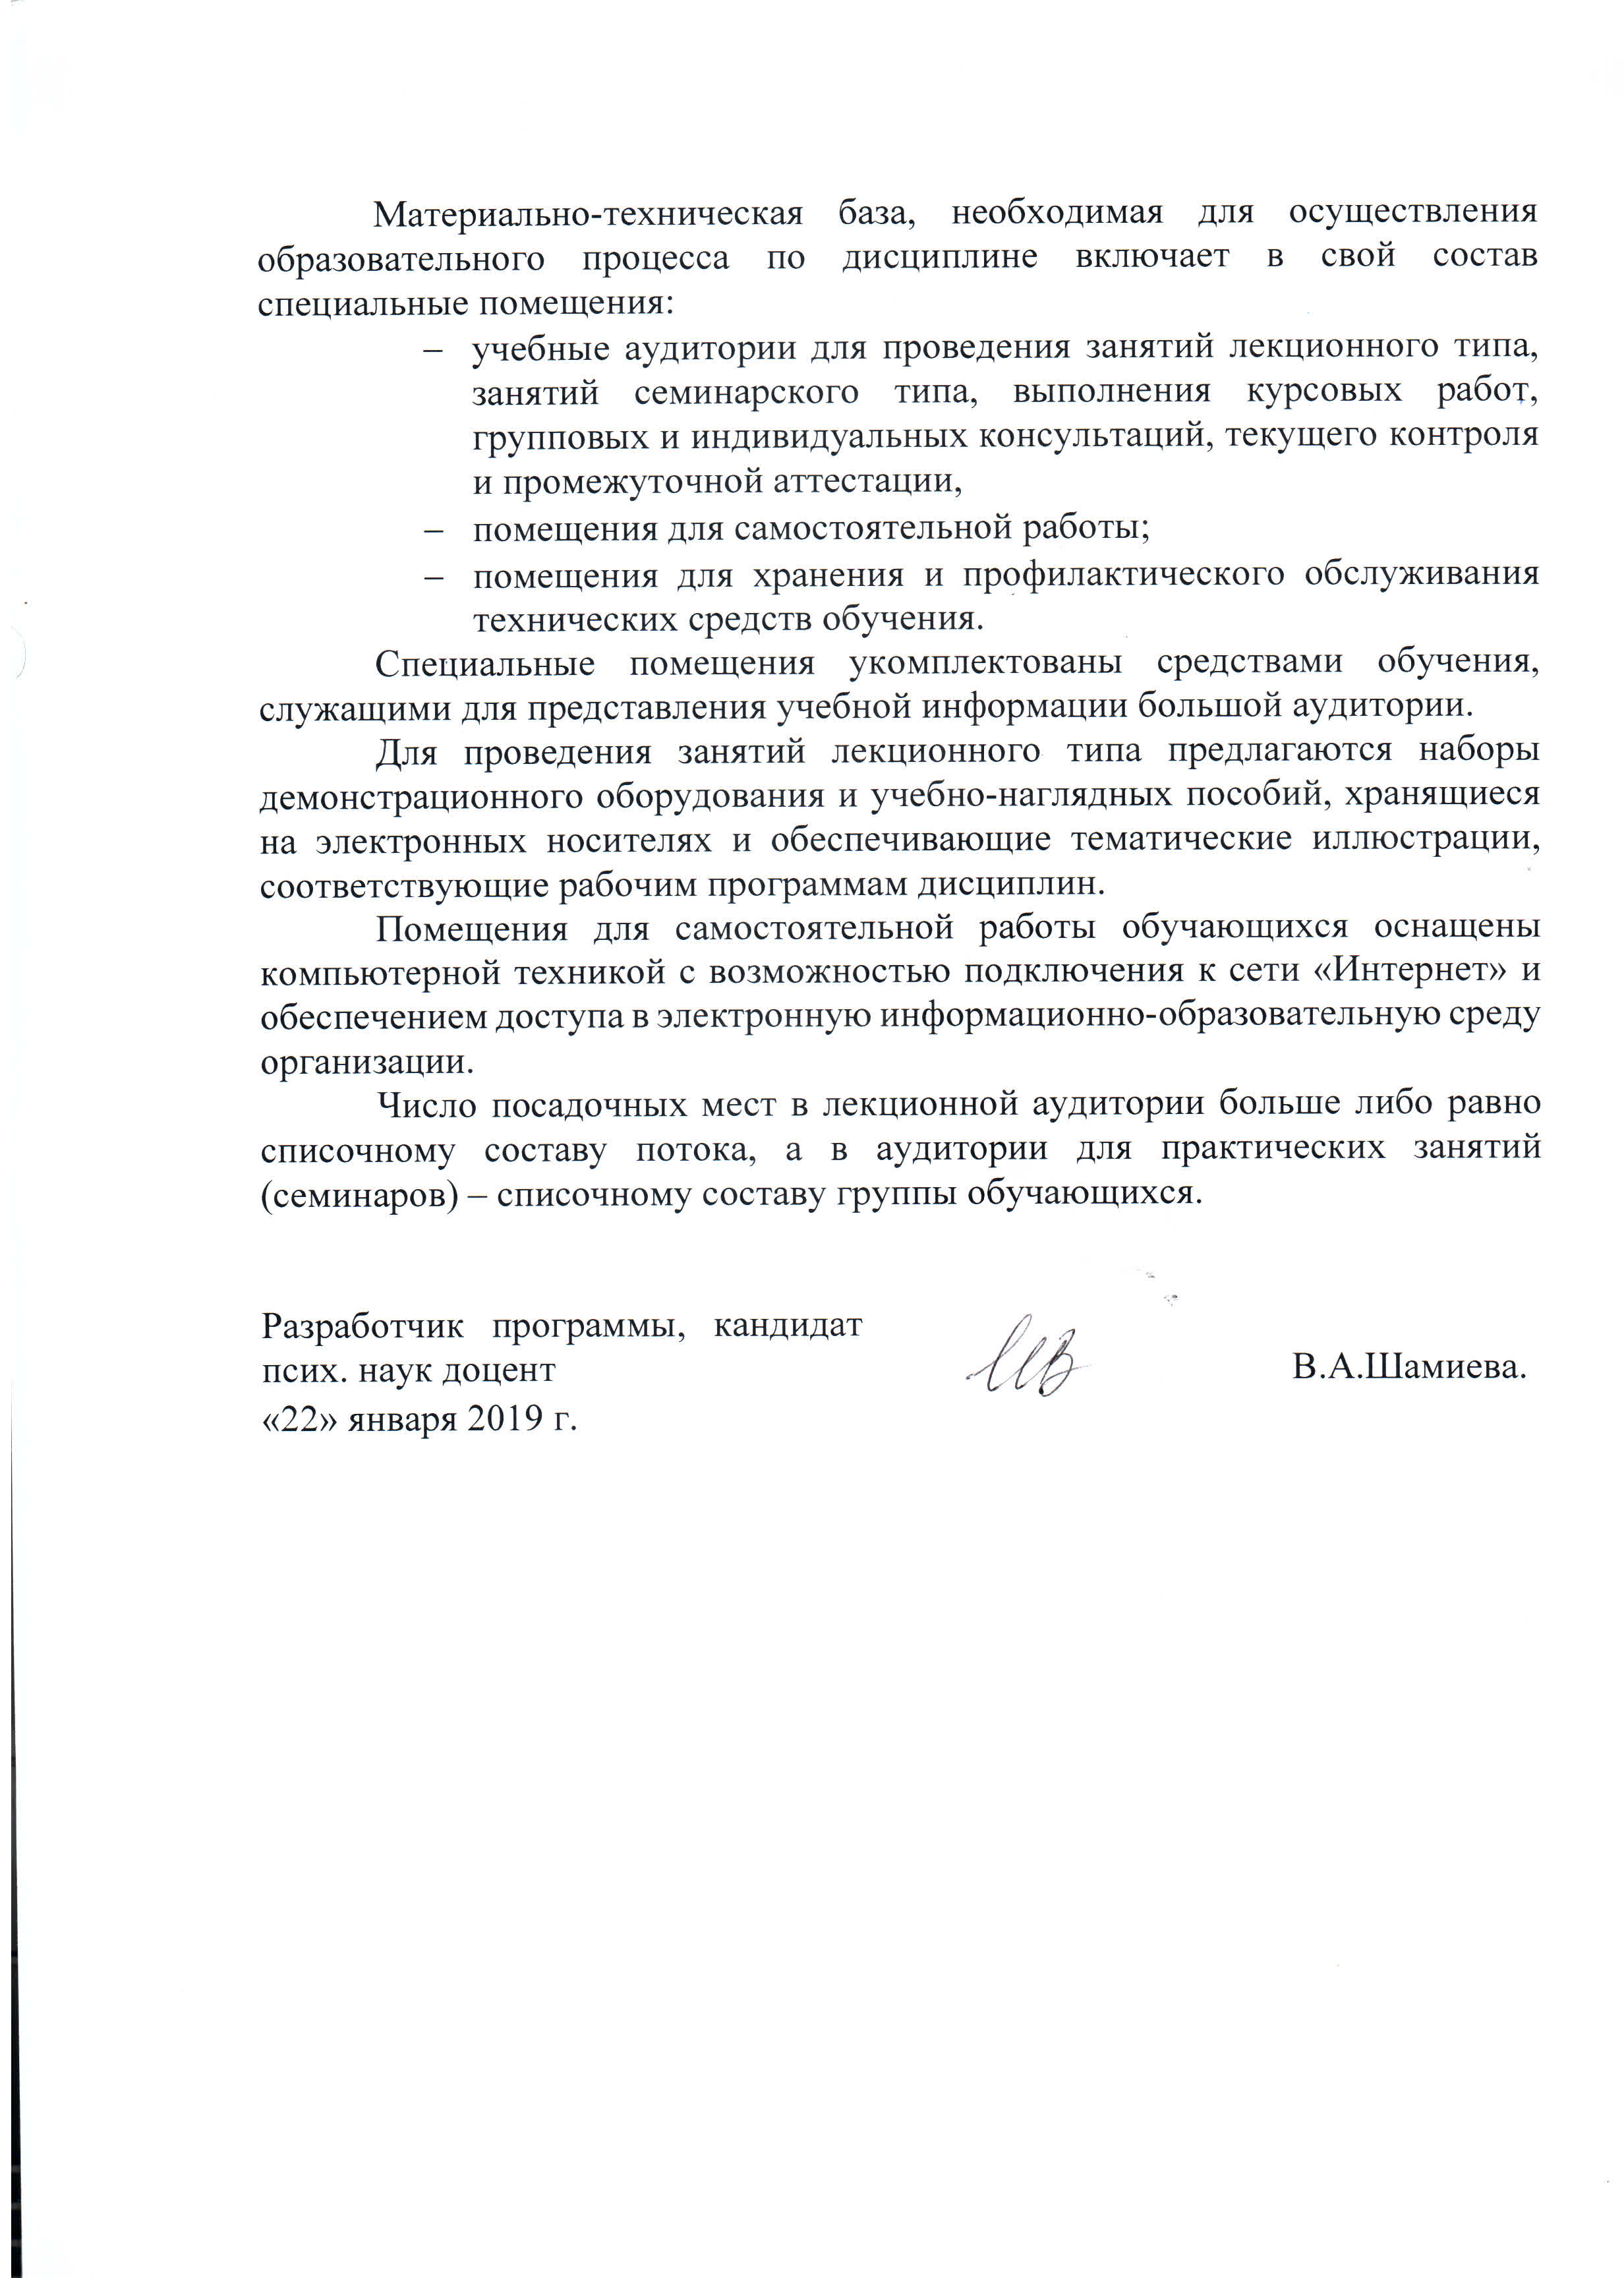 Материально-техническая база, необходимая для осуществления
образовательного процесса по дисциплине включает в свой состав
специальные помещения:
– учебные аудитории для проведения занятий лекционного типа,
занятий семинарского типа, выполнения курсовых работ,
групповых и индивидуальных консультаций, текущего контроля
и промежуточной аттестации,
– помещения для самостоятельной работы;
– помещения для хранения и профилактического обслуживания
технических средств обучения.
Специальные помещения укомплектованы средствами обучения,
служащими для представления учебной информации большой аудитории.
Для проведения занятий лекционного типа предлагаются наборы
демонстрационного оборудования и учебно-наглядных пособий, хранящиеся
на электронных носителях и обеспечивающие тематические иллюстрации,
соответствующие рабочим программам дисциплин.
Помещения для самостоятельной работы обучающихся оснащены
компьютерной техникой с возможностью подключения к сети «Интернет» и
обеспечением доступа в электронную информационно-образовательную среду
организации.
Число посадочных мест в лекционной аудитории больше либо равно
списочному составу потока, а в аудитории для практических занятий
(семинаров) – списочному составу группы обучающихся.
Разработчик программы, кандидат
псих. наук доцент В.А.Шамиева.
«22» января 2019 г.